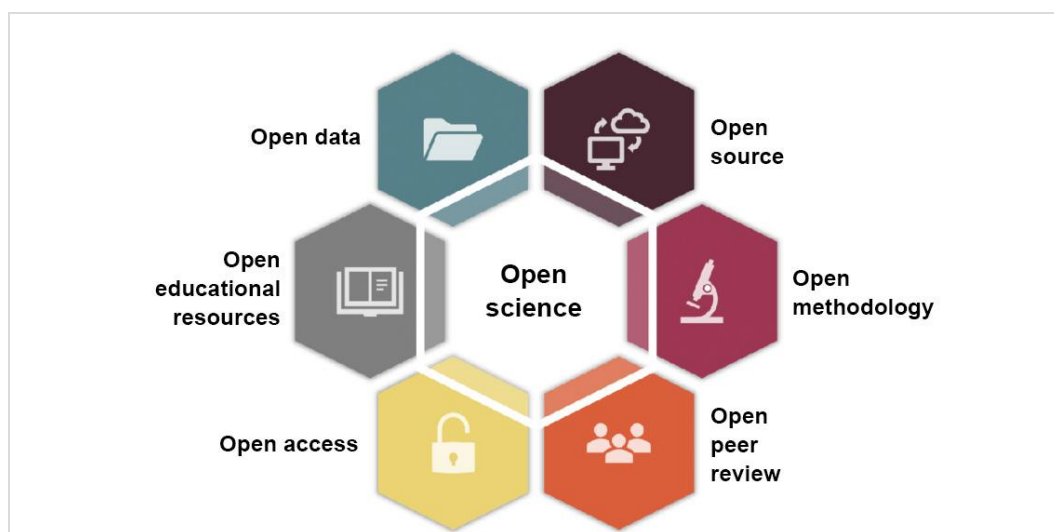 Open data
Open
source
Open
educational
resources
Open
science
Open
methodology
Open access
Open
peer
review